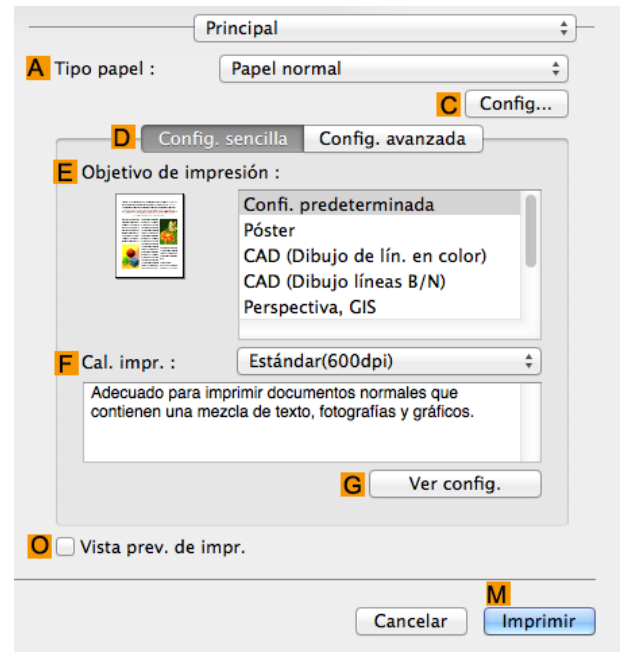 Principal
A Tipo papel : Papel normal
C Config...
D Config. sencilla Config. avanzada
E Objetivo de impresión :
Confi. predeterminada
Póster
CAD (Dibujo de lín. en color)
CAD (Dibujo líneas B/N)
Perspectiva, GIS
F Cal. impr. : Estándar(600dpi)
Adecuado para imprimir documentos normales que
contienen una mezcla de texto, fotografías y gráficos.
G Ver config.
O Vista prev. de impr.
M
Cancelar Imprimir